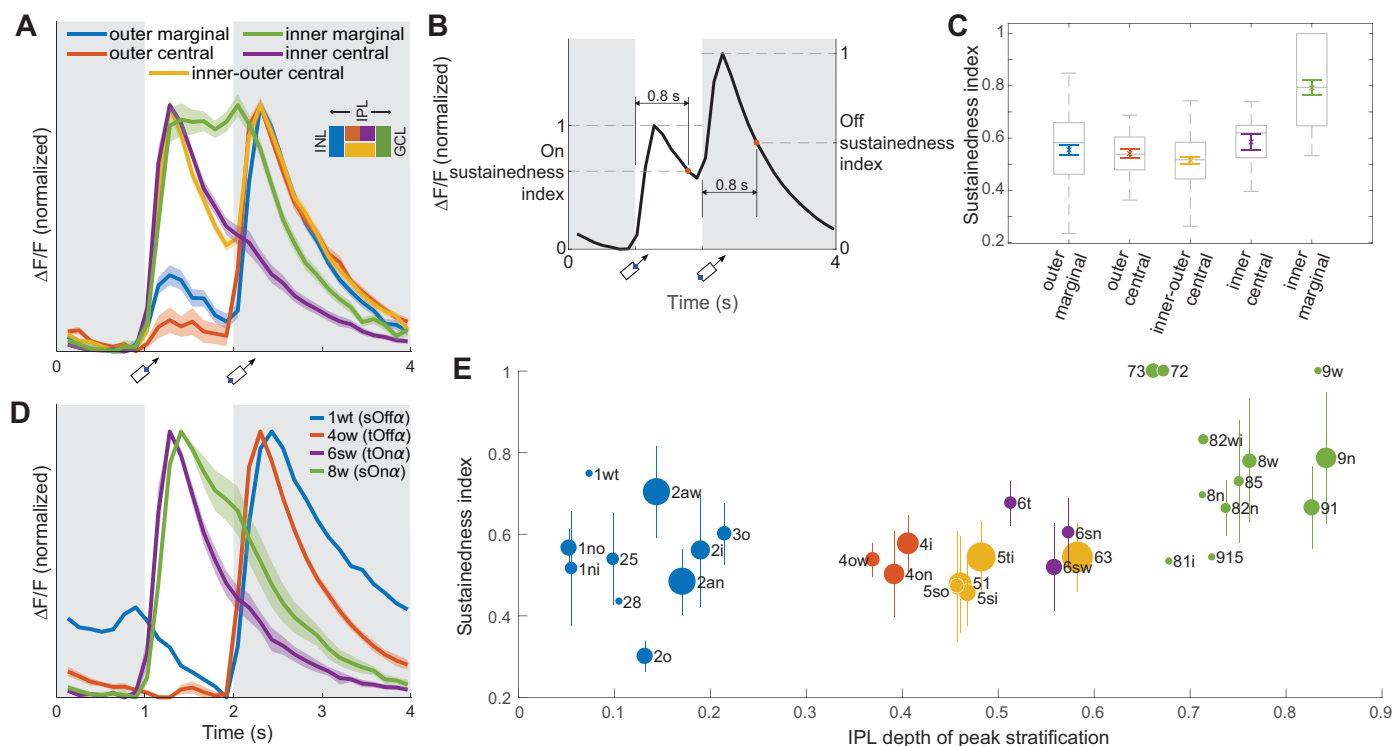 A
outer marginal
inner marginal
outer central
inner central
inner-outer central
IPL
INL
GCL
ΔF/F (normalized)
0
1
2
3
4
B
0.8 s
1
1
On
sustainedness
index
Off
sustainedness
index
0.8 s
ΔF/F (normalized)
0
0
0
4
Time (s)
C
Sustainedness index
1
0.8
0.6
0.4
0.2
outer
marginal
outer
central
inner-outer
central
inner
central
inner
marginal
D
1wt (sOffα)
4ow (tOffα)
6sw (tOnα)
8w (sOnα)
ΔF/F (normalized)
0
1
2
3
4
Time (s)
E
Sustainedness index
1
0.8
0.6
0.4
0.2
73
72
9w
82wi
8w
9n
1wt
2aw
85
8n
82n
91
6t
3o
6sn
1no
2i
4i
25
5ti
63
915
4ow
81i
1ni
4on
6sw
2an
51
5so
5si
28
2o
0
0.1
0.2
0.3
0.4
0.5
0.6
0.7
0.8
0.9
IPL depth of peak stratification